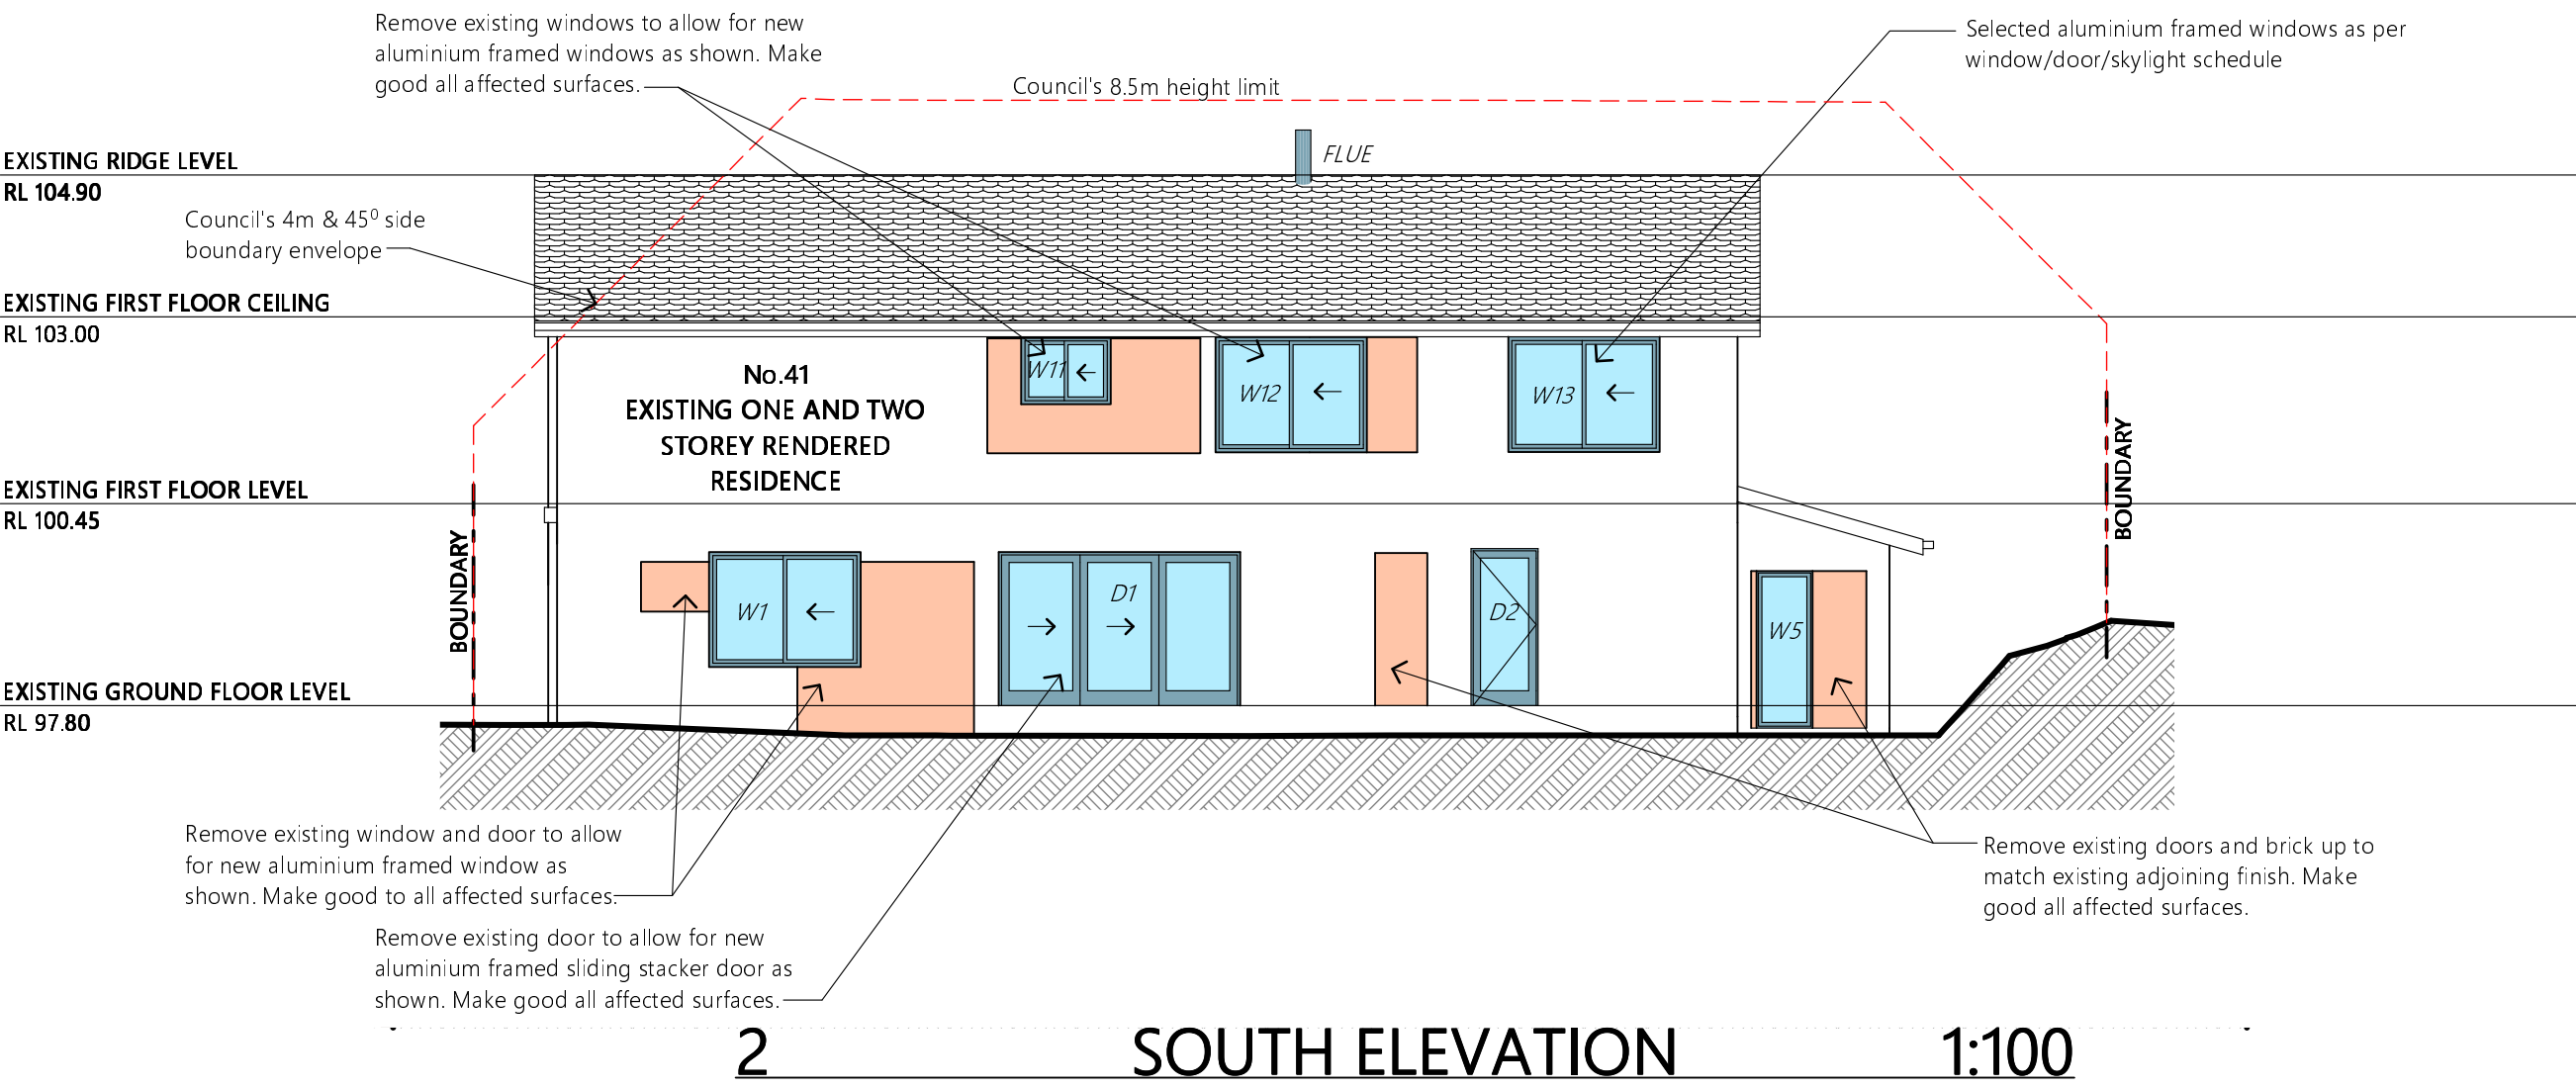 Remove existing windows to allow for new
aluminium framed windows as shown. Make
good all affected surfaces.
Selected aluminium framed windows as per
window/door/skylight schedule
Council's 8.5m height limit
FLUE
EXISTING RIDGE LEVEL
RL 104.90
Council's 4m & 45⁰ side
boundary envelope
EXISTING FIRST FLOOR CEILING
RL 103.00
No.41
EXISTING ONE AND TWO
STOREY RENDERED
RESIDENCE
W11
W12
W13
EXISTING FIRST FLOOR LEVEL
RL 100.45
BOUNDARY
BOUNDARY
W1
D1
D2
W5
EXISTING GROUND FLOOR LEVEL
RL 97.80
Remove existing window and door to allow
for new aluminium framed window as
shown. Make good to all affected surfaces.
Remove existing door to allow for new
aluminium framed sliding stacker door as
shown. Make good all affected surfaces.
Remove existing doors and brick up to
match existing adjoining finish. Make
good all affected surfaces.
2 SOUTH ELEVATION 1:100